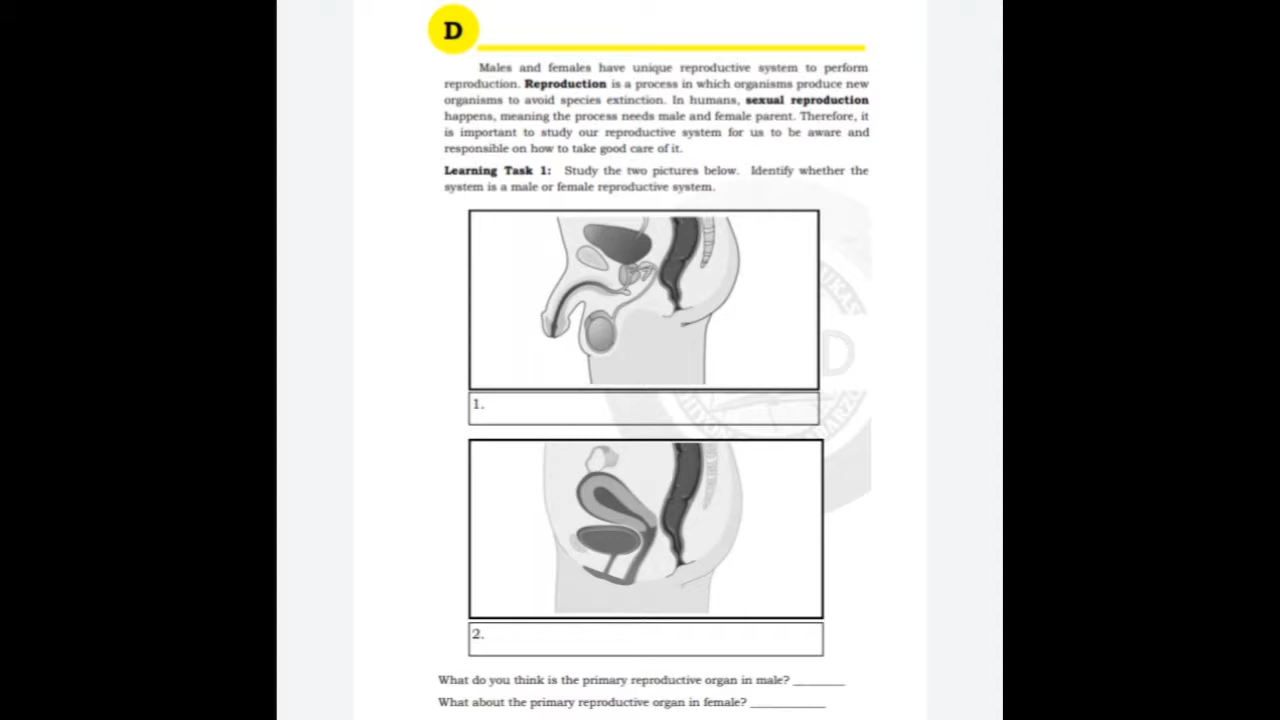 D
Males and females have unique reproductive system to perform
reproduction. Reproduction is a process in which organisms produce new
organisms to avoid species extinction. In humans, sexual reproduction
happens, meaning the process needs male and female parent. Therefore, it
is important to study our reproductive system for us to be aware and
responsible on how to take good care of it.
Learning Task 1: Study the two pictures below. Identify whether the
system is a male or female reproductive system.
1.
2.
What do you think is the primary reproductive organ in male? ________
What about the primary reproductive organ in female? ___________